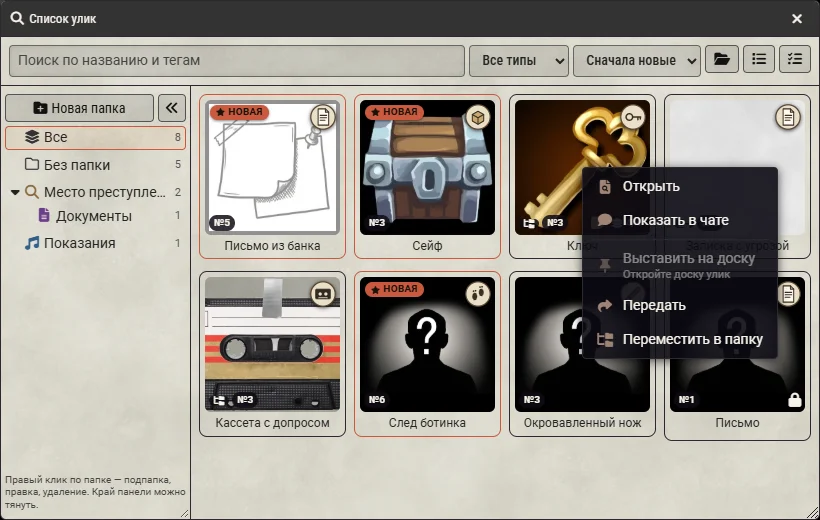 Список улик
Поиск по названию и тегам
Все типы
Сначала новые
Новая папка
Все 8
Без папки 5
Место преступле... 2
Документы 1
Показания 1
НОВАЯ
№5
Письмо из банка
НОВАЯ
№3
Сейф
№3
Ключ
Открыть
Показать в чате
Выставить на доску
Откройте доску улик
Передать
Переместить в папку
№3
Кассета с допросом
НОВАЯ
№6
След ботинка
№3
Окровавленный нож
№1
Письмо
Правый клик по папке — подпапка,
правка, удаление. Край панели можно
тянуть.